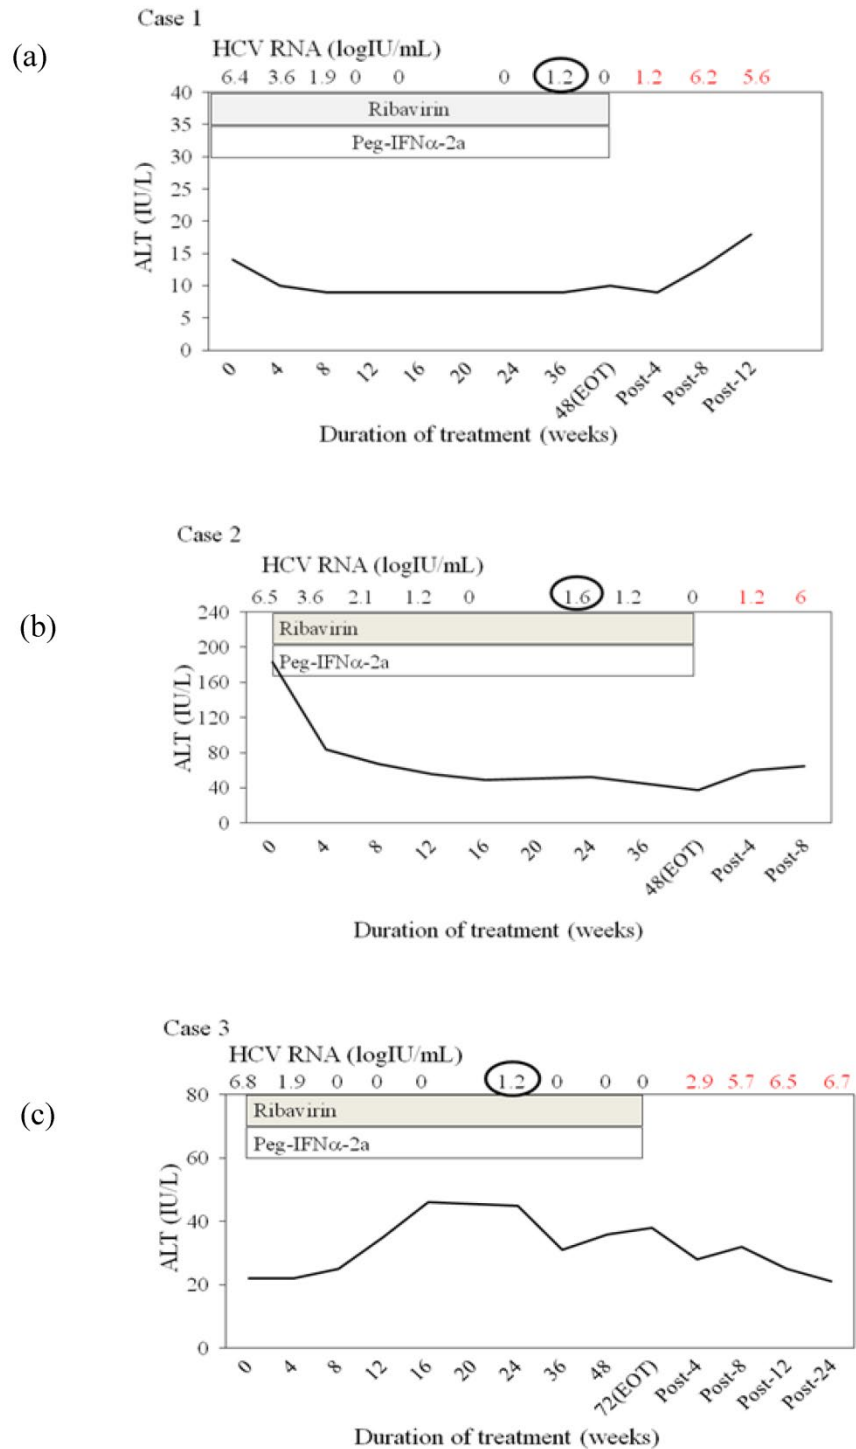 Case 1
(a)
HCV RNA (logIU/mL)
6.4 3.6 1.9 0 0 0 1.2 0 1.2 6.2 5.6
Ribavirin
Peg-IFNα-2a
ALT (IU/L)
40
35
30
25
20
15
10
5
0
0 4 8 12 16 20 24 36 48(EOT) Post-4 Post-8 Post-12
Duration of treatment (weeks)
Case 2
(b)
HCV RNA (logIU/mL)
6.5 3.6 2.1 1.2 0 1.6 1.2 0 1.2 6
Ribavirin
Peg-IFNα-2a
ALT (IU/L)
240
200
160
120
80
40
0
0 4 8 12 16 20 24 36 48(EOT) Post-4 Post-8
Duration of treatment (weeks)
Case 3
(c)
HCV RNA (logIU/mL)
6.8 1.9 0 0 0 1.2 0 0 0 2.9 5.7 6.5 6.7
Ribavirin
Peg-IFNα-2a
ALT (IU/L)
80
60
40
20
0
0 4 8 12 16 20 24 36 48 72(EOT) Post-4 Post-8 Post-12 Post-24
Duration of treatment (weeks)